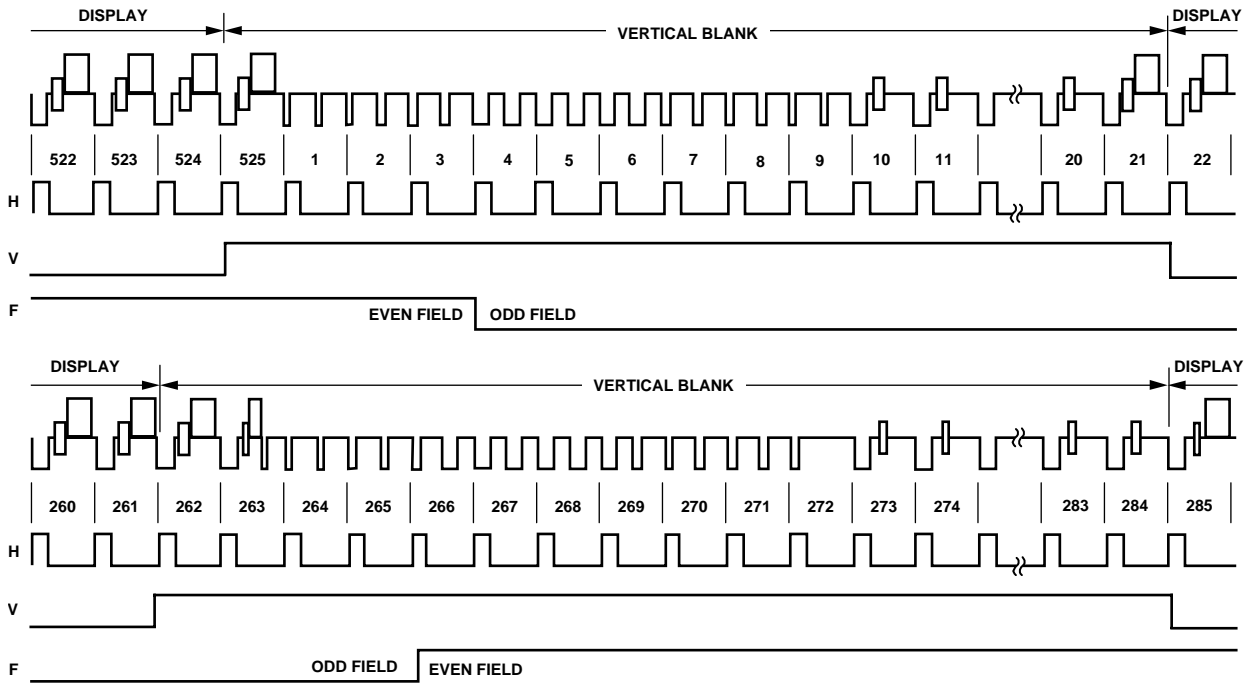 DISPLAY VERTICAL BLANK DISPLAY
522 523 524 525 1 2 3 4 5 6 7 8 9 10 11 20 21 22
H
V
F
EVEN FIELD ODD FIELD
DISPLAY VERTICAL BLANK DISPLAY
260 261 262 263 264 265 266 267 268 269 270 271 272 273 274 283 284 285
H
V
F
ODD FIELD EVEN FIELD